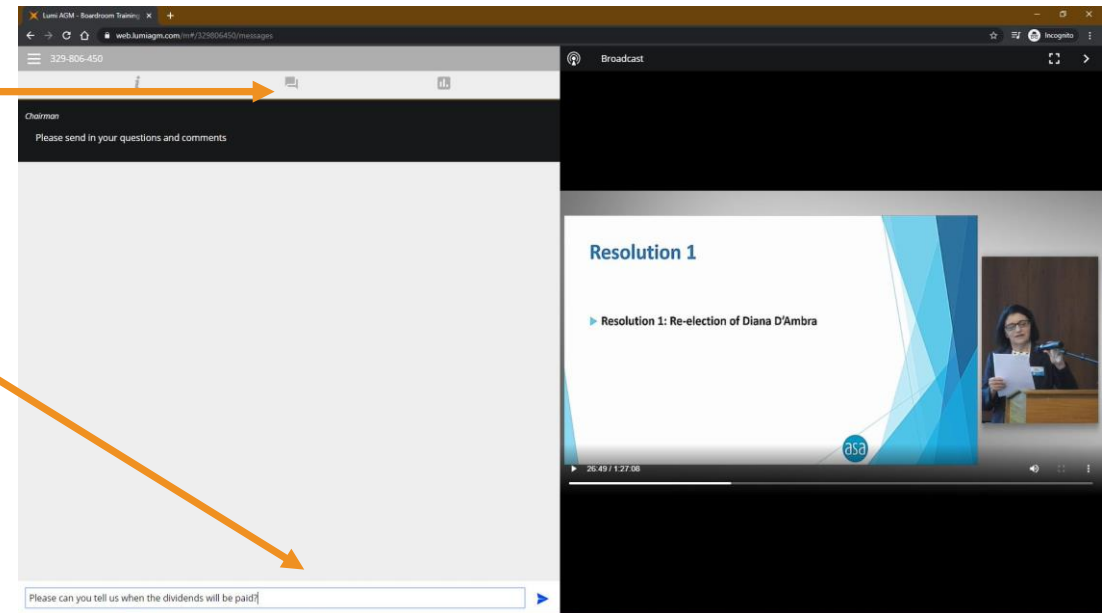 Lumi AGM - Boardroom Training
web.lumiagm.com/m#/329806450/messages
Incognito
329-806-450
Broadcast
i
Chairman
Please send in your questions and comments
Resolution 1
Resolution 1: Re-election of Diana D'Ambra
asa
26:49 / 1:27:08
Please can you tell us when the dividends will be paid?